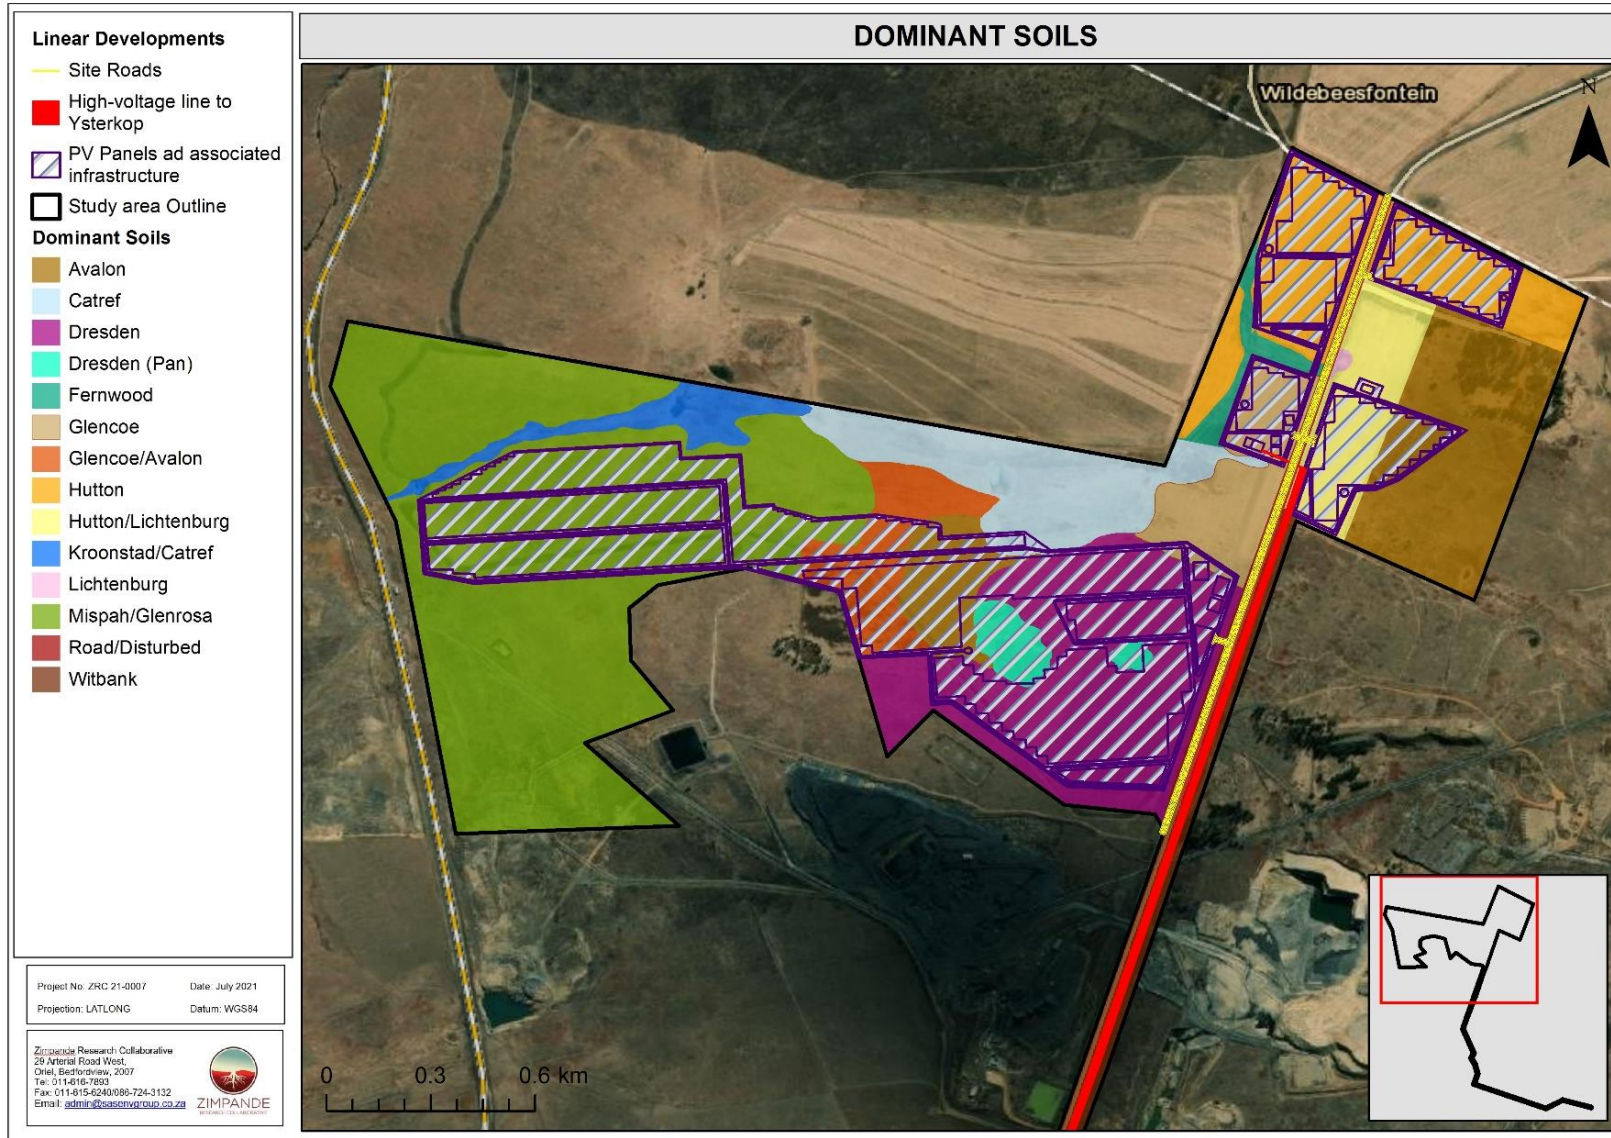 DOMINANT SOILS
Linear Developments
Site Roads
High-voltage line to
Ysterkop
PV Panels ad associated
infrastructure
Study area Outline
Dominant Soils
Avalon
Catref
Dresden
Dresden (Pan)
Fernwood
Glencoe
Glencoe/Avalon
Hutton
Hutton/Lichtenburg
Kroonstad/Catref
Lichtenburg
Mispah/Glenrosa
Road/Disturbed
Witbank
Project No: ZRC 21-0007 Date: July 2021
Projection: LATLONG Datum: WGS84
Zimpande Research Collaborative
29 Arterial Road West,
Oriel, Bedfordview, 2007
Tel: 011-616-7893
Fax: 011-615-6240/086-724-3132
Email: admin@sasenvgroup.co.za
ZIMPANDE
RESEARCH COLLABORATIVE
Wildebeesfontein
N
0 0.3 0.6 km